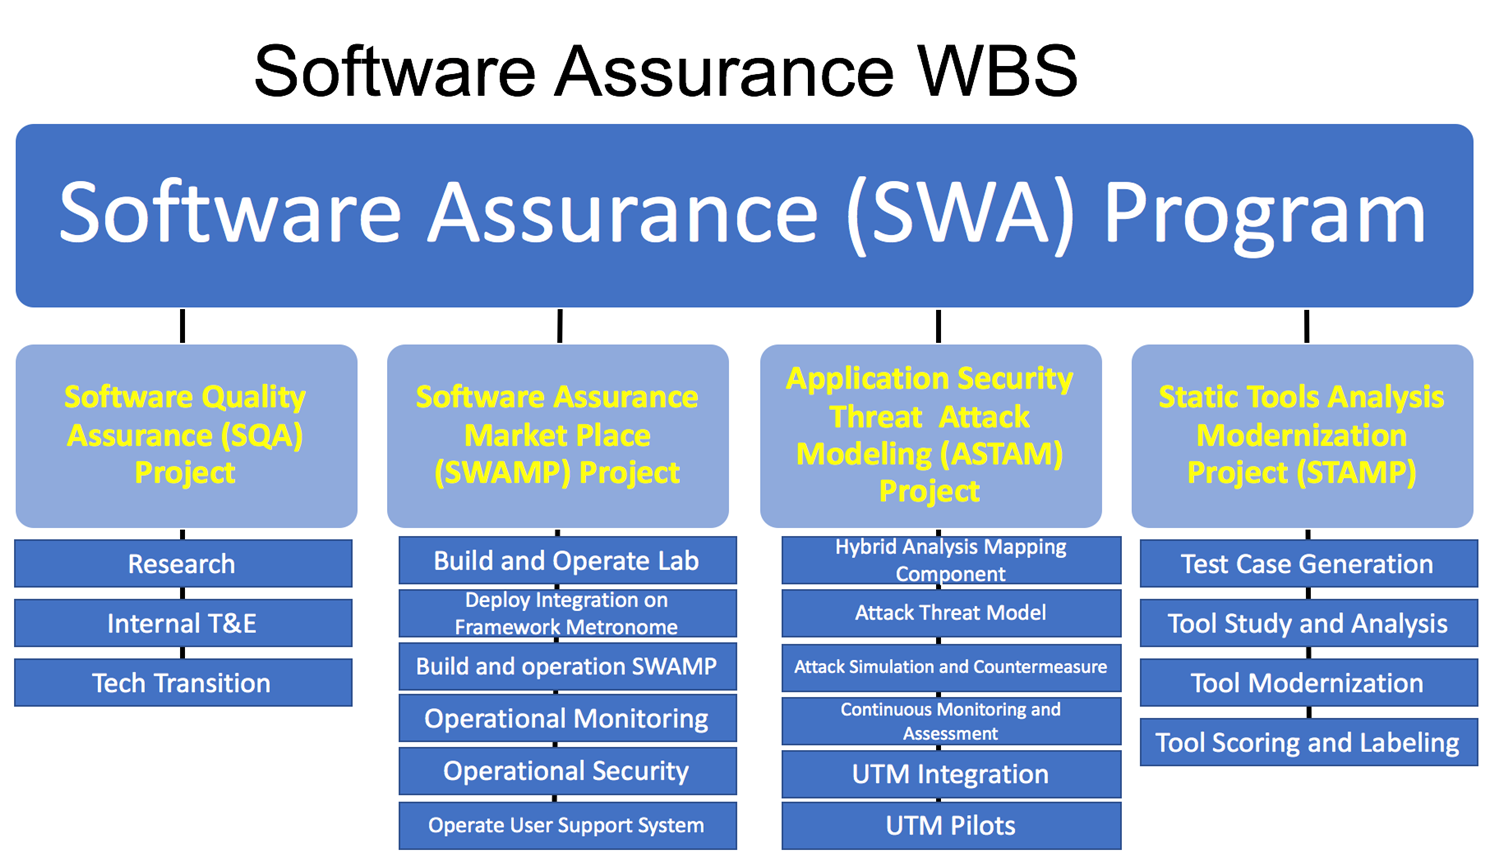 Software Assurance WBS
Software Assurance (SWA) Program
Software Quality
Assurance (SQA)
Project
Research
Internal T&E
Tech Transition
Software Assurance
Market Place
(SWAMP) Project
Build and Operate Lab
Deploy Integration on
Framework Metronome
Build and operation SWAMP
Operational Monitoring
Operational Security
Operate User Support System
Application Security
Threat Attack
Modeling (ASTAM)
Project
Hybrid Analysis Mapping
Component
Attack Threat Model
Attack Simulation and Countermeasure
Continuous Monitoring and
Assessment
UTM Integration
UTM Pilots
Static Tools Analysis
Modernization
Project (STAMP)
Test Case Generation
Tool Study and Analysis
Tool Modernization
Tool Scoring and Labeling